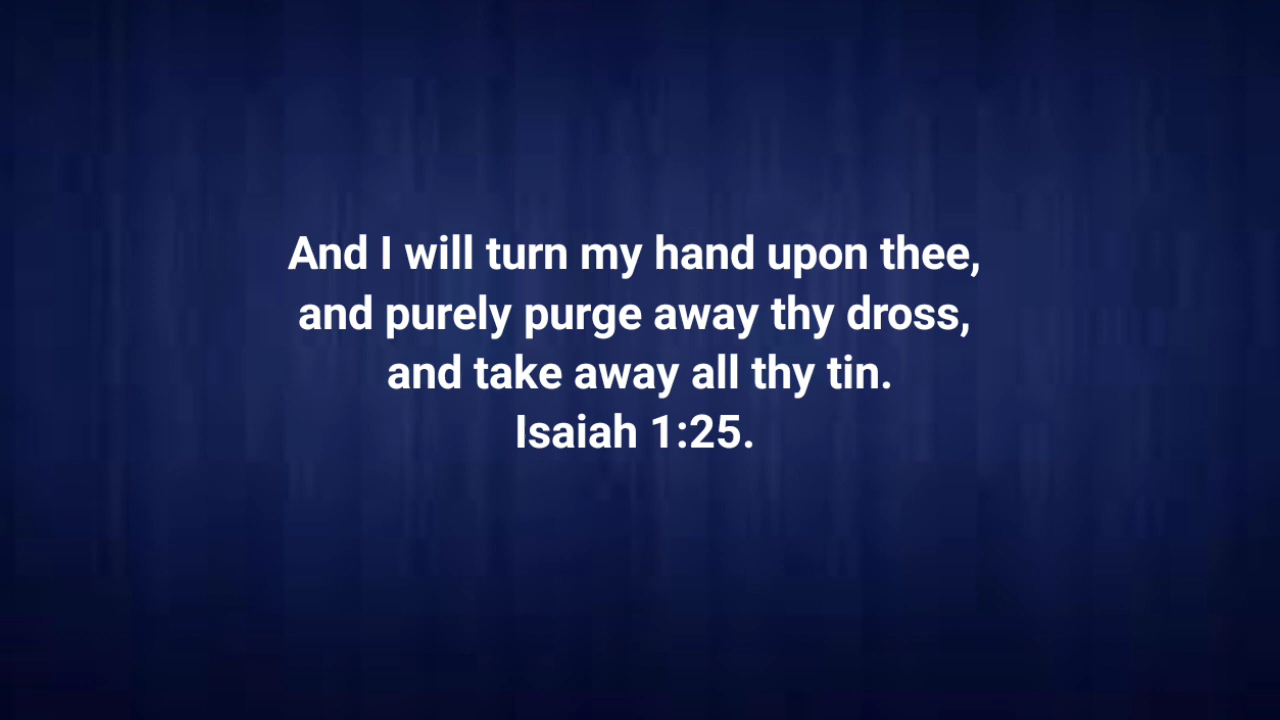 And I will turn my hand upon thee,
and purely purge away thy dross,
and take away all thy tin.
Isaiah 1:25.